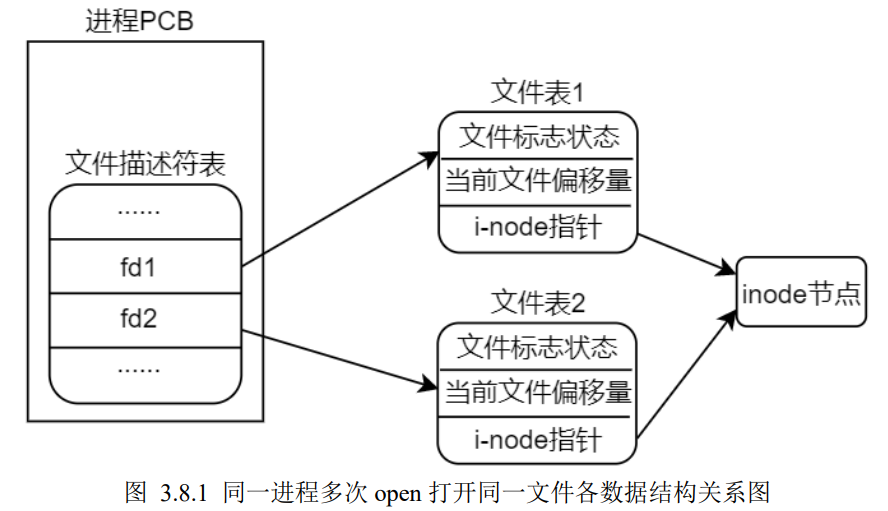 进程PCB
文件描述符表
······
fd1
fd2
······
文件表1
文件标志状态
当前文件偏移量
i-node指针
文件表2
文件标志状态
当前文件偏移量
i-node指针
inode节点
图 3.8.1 同一进程多次 open 打开同一文件各数据结构关系图